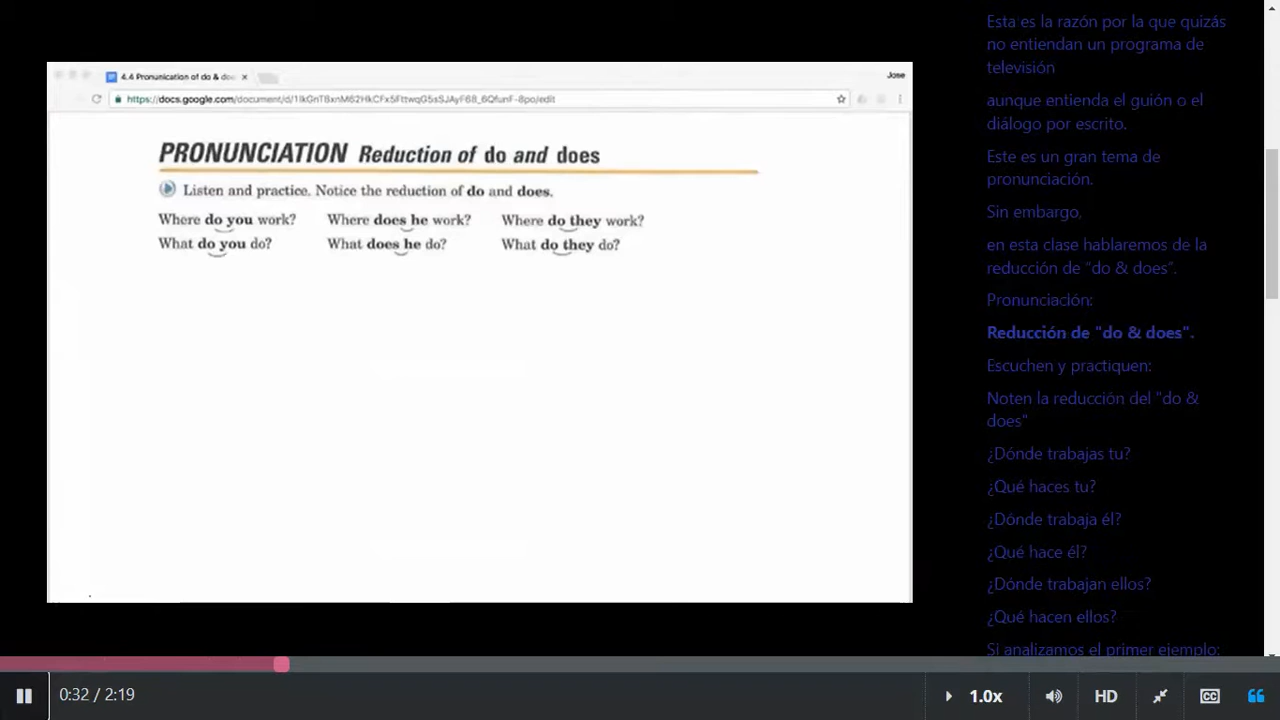 4.4 Pronunication of do & do
Jose
PRONUNCIATION Reduction of do and does
Listen and practice. Notice the reduction of do and does.
Where do you work? Where does he work? Where do they work?
What do you do? What does he do? What do they do?
Esta es la razón por la que quizás
no entiendan un programa de
televisión
aunque entienda el guión o el
diálogo por escrito.
Este es un gran tema de
pronunciación.
Sin embargo,
en esta clase hablaremos de la
reducción de "do & does".
Pronunciación:
Reducción de "do & does".
Escuchen y practiquen:
Noten la reducción del "do &
does"
¿Dónde trabajas tu?
¿Qué haces tu?
¿Dónde trabaja él?
¿Qué hace él?
¿Dónde trabajan ellos?
¿Qué hacen ellos?
Si analizamos el primer ejemplo:
0:32 / 2:19
1.0x
HD
CC